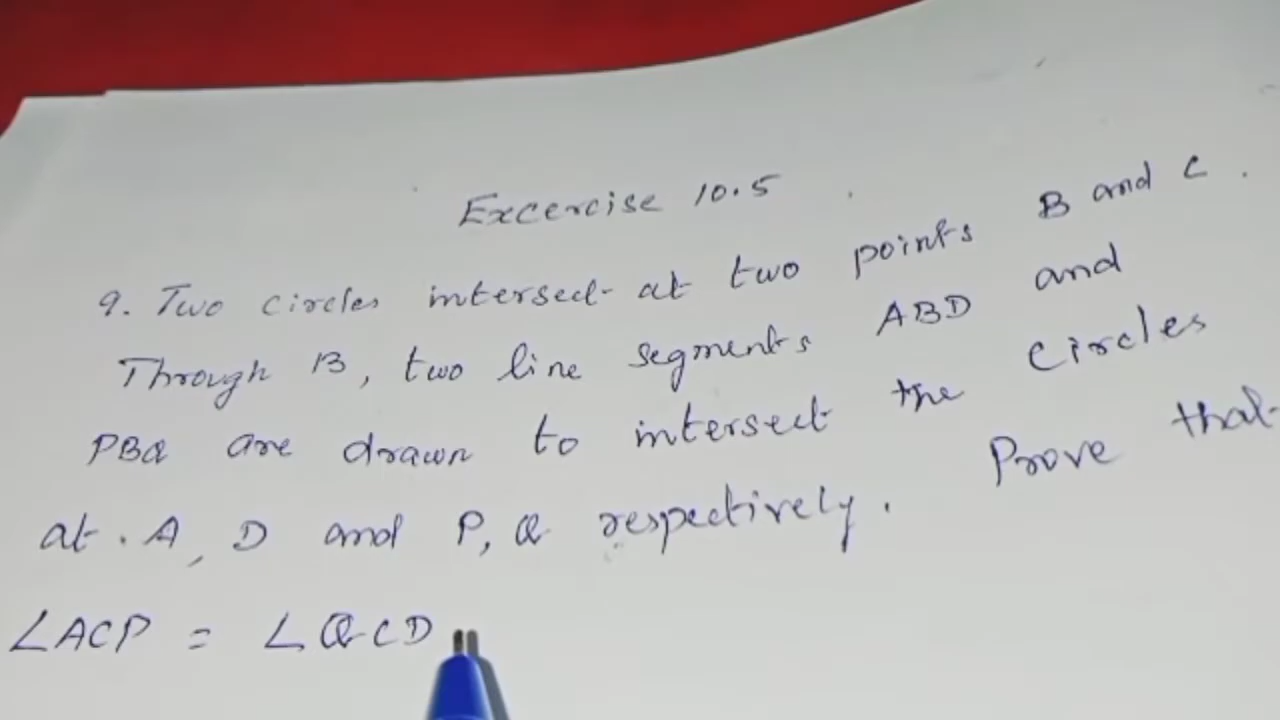 Excercise 10.5
9. Two circles intersect at two points B and C.
Through B, two line segments ABD and
PBQ are drawn to intersect the circles
at A, D and P, Q respectively. Prove that
∠ACP = ∠QCD